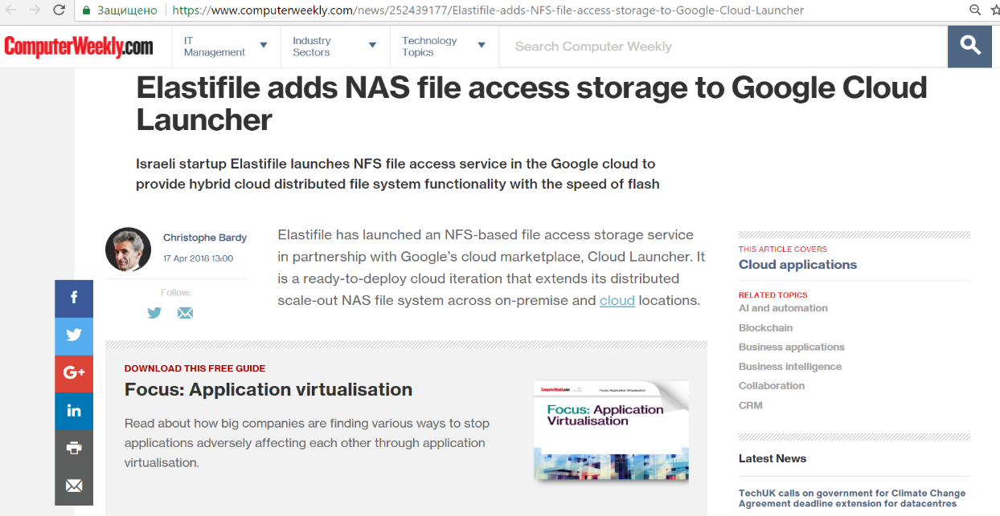 Защищено
https://www.computerweekly.com/news/252439177/Elastifile-adds-NFS-file-access-storage-to-Google-Cloud-Launcher
ComputerWeekly.com
IT
Management
Industry
Sectors
Technology
Topics
Search Computer Weekly
Elastifile adds NAS file access storage to Google Cloud
Launcher
Israeli startup Elastifile launches NFS file access service in the Google cloud to
provide hybrid cloud distributed file system functionality with the speed of flash
Christophe Bardy
17 Apr 2018 13:00
Follow:
Elastifile has launched an NFS-based file access storage service
in partnership with Google’s cloud marketplace, Cloud Launcher. It
is a ready-to-deploy cloud iteration that extends its distributed
scale-out NAS file system across on-premise and cloud locations.
f
G+
in
DOWNLOAD THIS FREE GUIDE
Focus: Application virtualisation
Read about how big companies are finding various ways to stop
applications adversely affecting each other through application
virtualisation.
ComputerWeekly.com
Focus: Application Virtualisation
Focus: Application
Virtualisation
THIS ARTICLE COVERS
Cloud applications
RELATED TOPICS
AI and automation
Blockchain
Business applications
Business intelligence
Collaboration
CRM
Latest News
TechUK calls on government for Climate Change
Agreement deadline extension for datacentres